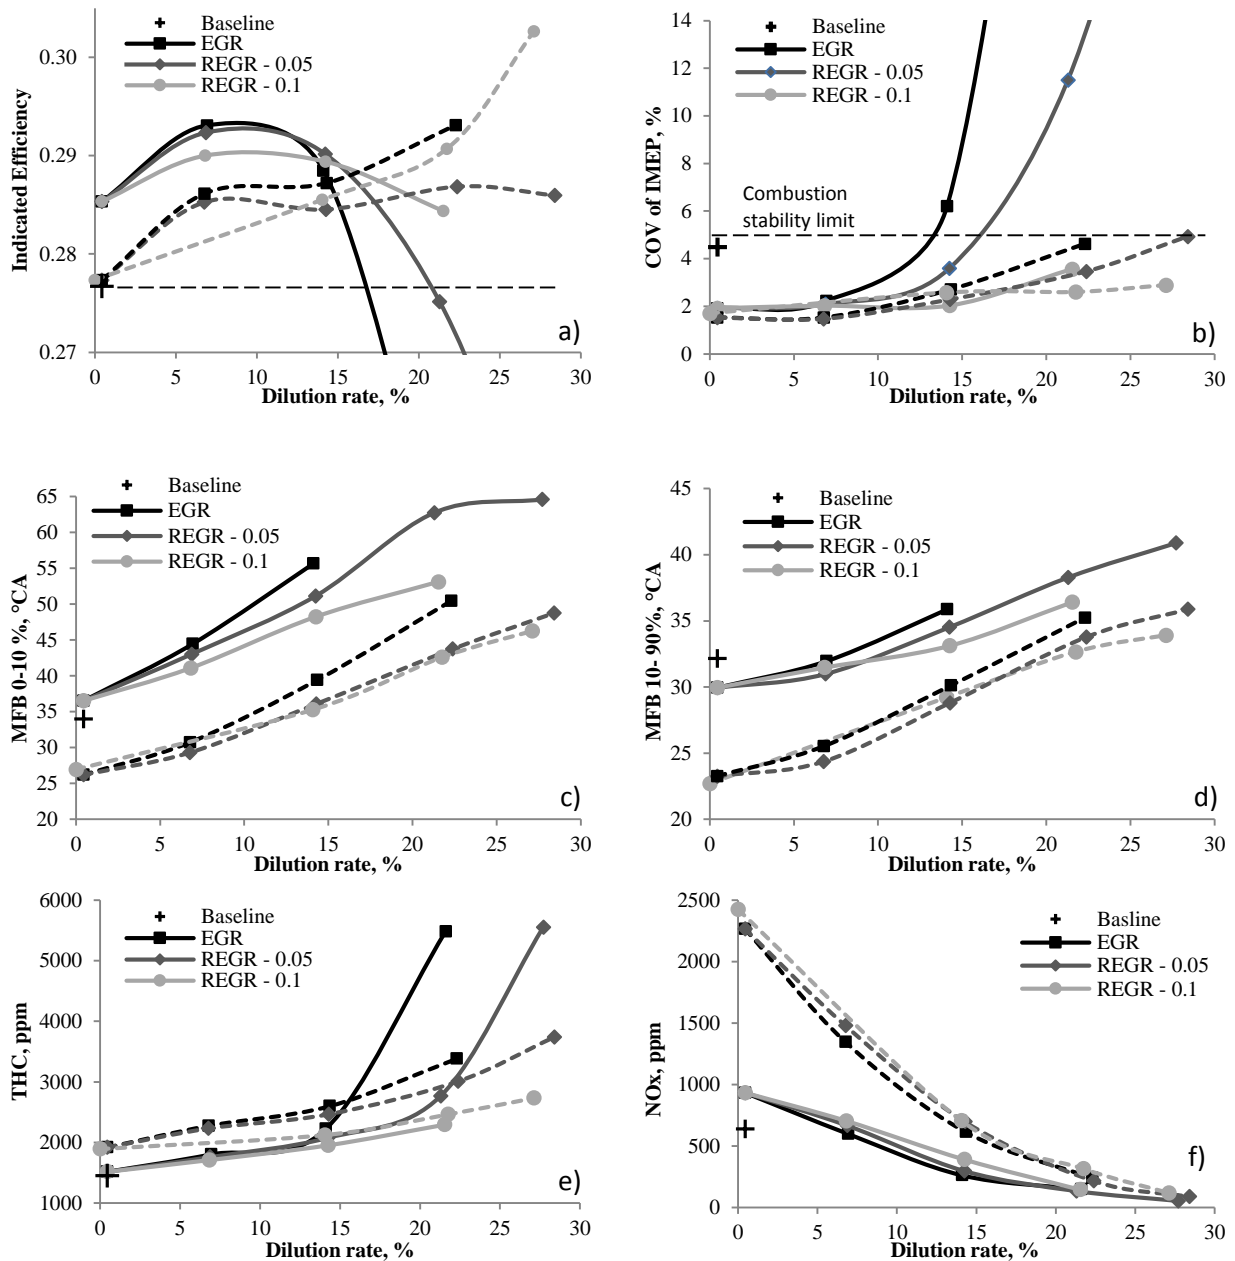 Baseline
EGR
REGR - 0.05
REGR - 0.1
0.30
0.29
0.28
0.27
Indicated Efficiency
0 5 10 15 20 25 30
Dilution rate, %
a)
Baseline
EGR
REGR - 0.05
REGR - 0.1
14
12
10
8
6
4
2
0
COV of IMEP, %
Combustion
stability limit
0 5 10 15 20 25 30
Dilution rate, %
b)
Baseline
EGR
REGR - 0.05
REGR - 0.1
65
60
55
50
45
40
35
30
25
20
MFB 0-10 %, °CA
0 5 10 15 20 25 30
Dilution rate, %
c)
Baseline
EGR
REGR - 0.05
REGR - 0.1
45
40
35
30
25
20
MFB 10- 90%, °CA
0 5 10 15 20 25 30
Dilution rate, %
d)
Baseline
EGR
REGR - 0.05
REGR - 0.1
6000
5000
4000
3000
2000
1000
THC, ppm
0 5 10 15 20 25 30
Dilution rate, %
e)
Basline
EGR
REGR - 0.05
REGR - 0.1
2500
2000
1500
1000
500
0
NOx, ppm
0 5 10 15 20 25 30
Dilution rate, %
f)